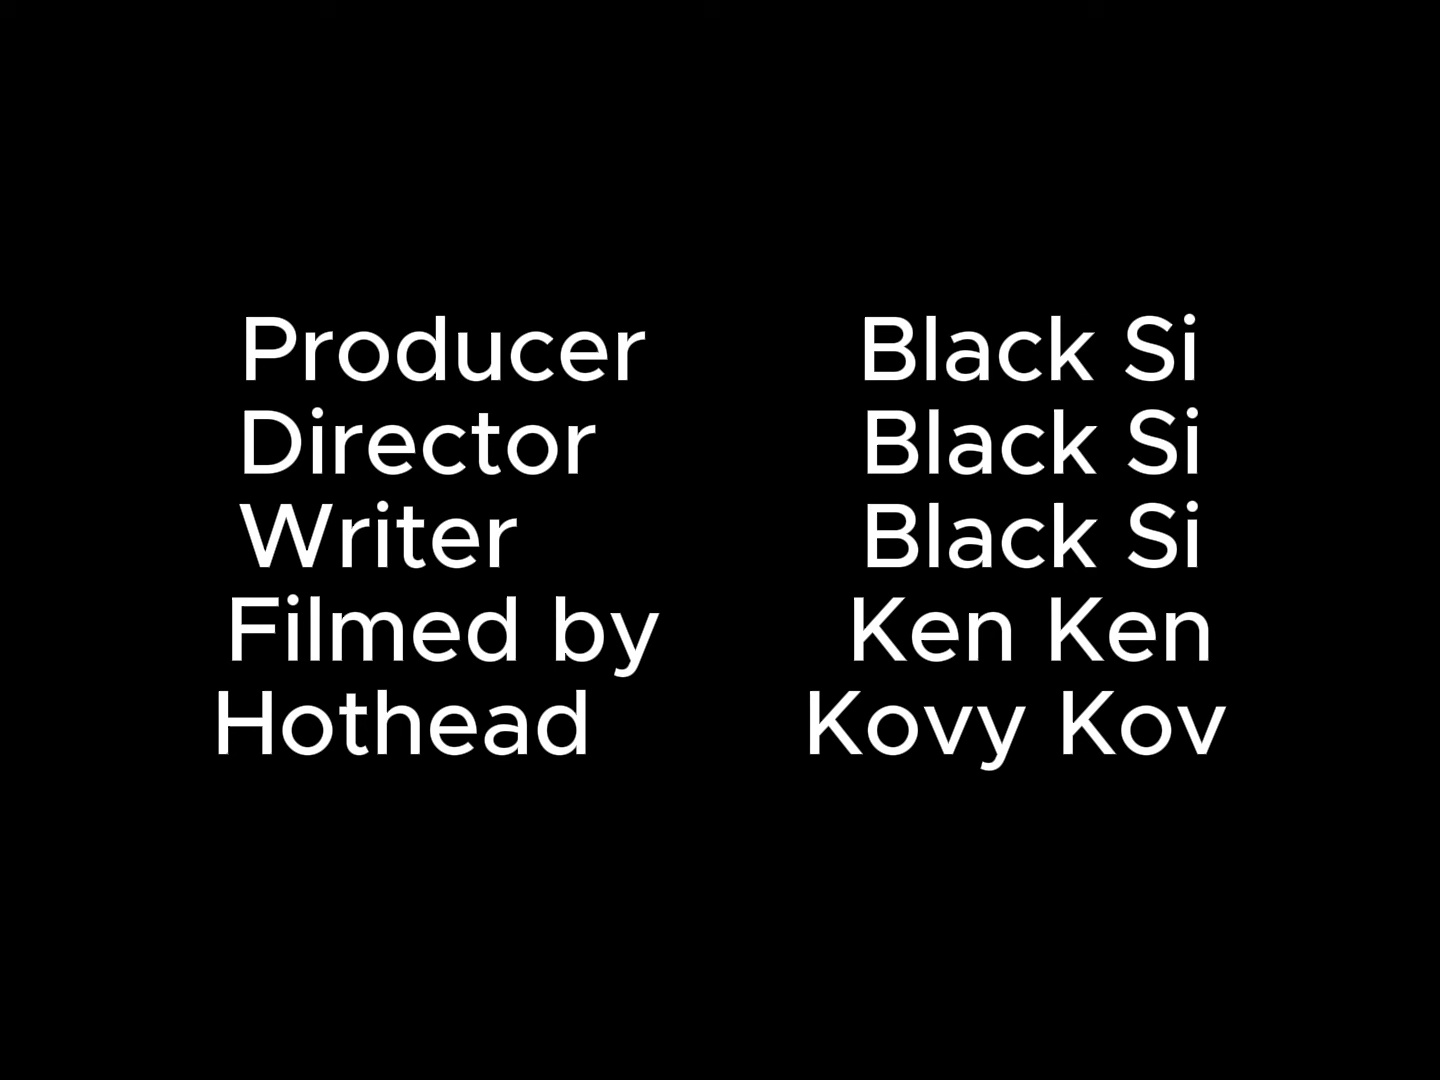 Producer Black Si
Director Black Si
Writer Black Si
Filmed by Ken Ken
Hothead Kovy Kov